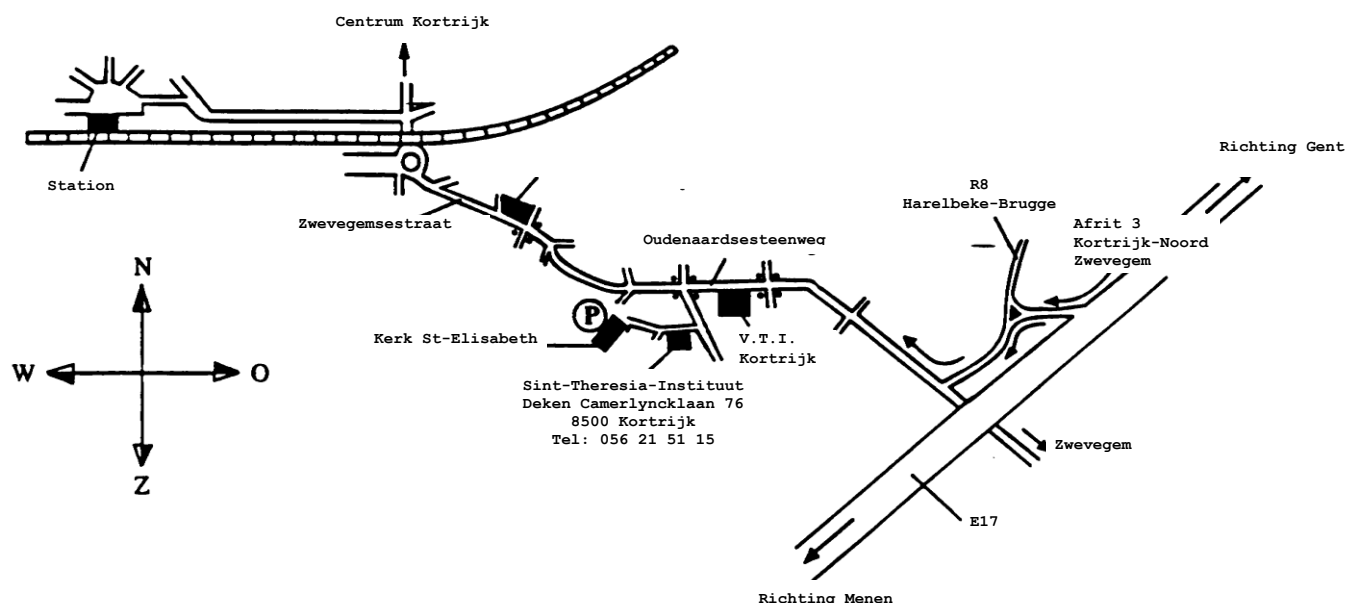 Centrum Kortrijk
Richting Gent
Station
R8
Harelbeke-Brugge
Zwevegemsestraat
Afrit 3
Kortrijk-Noord
Zwevegem
Oudenaardsesteenweg
N
P
Kerk St-Elisabeth
V.T.I.
Kortrijk
W
O
Sint-Theresia-Instituut
Deken Camerlyncklaan 76
8500 Kortrijk
Tel: 056 21 51 15
Zwevegem
Z
E17
Richting Menen